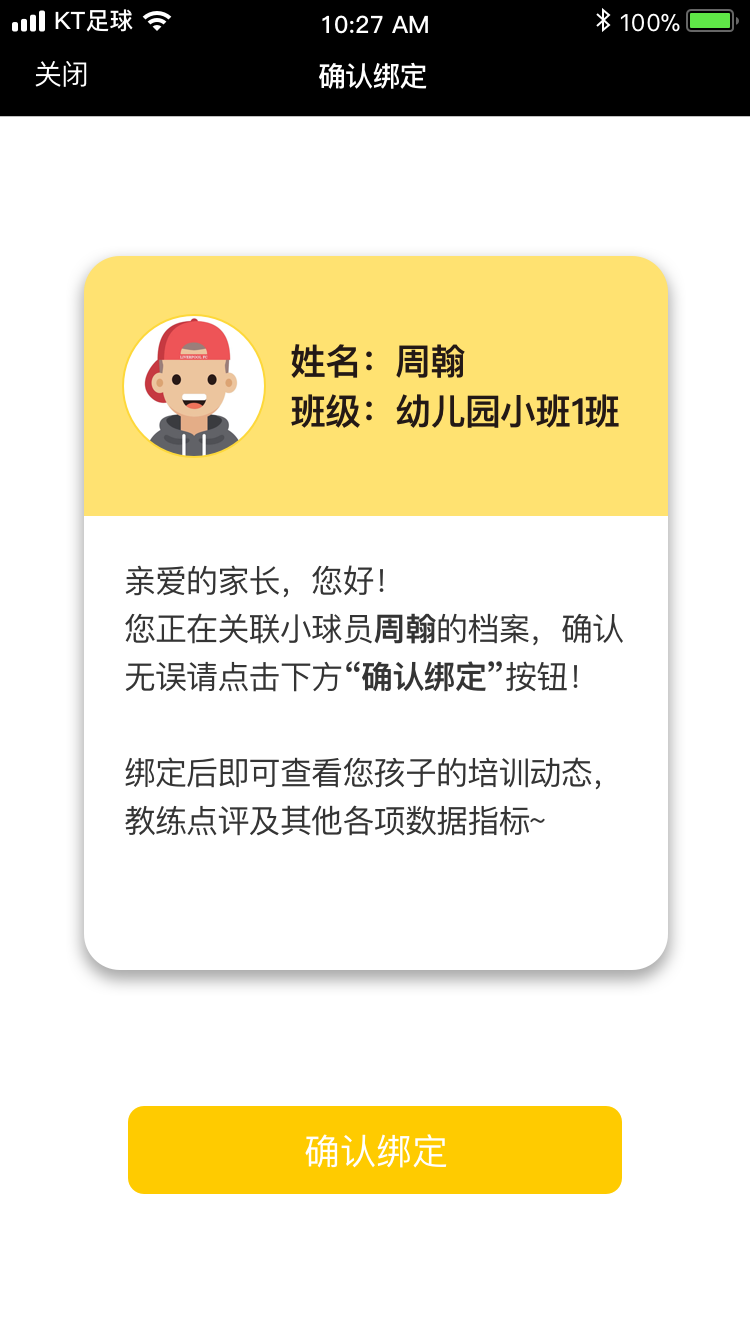 KT足球
10:27 AM
100%
关闭
确认绑定
姓名：周翰
班级：幼儿园小班1班
亲爱的家长，您好！
您正在关联小球员周翰的档案，确认
无误请点击下方“确认绑定”按钮！
绑定后即可查看您孩子的培训动态，
教练点评及其他各项数据指标~
确认绑定